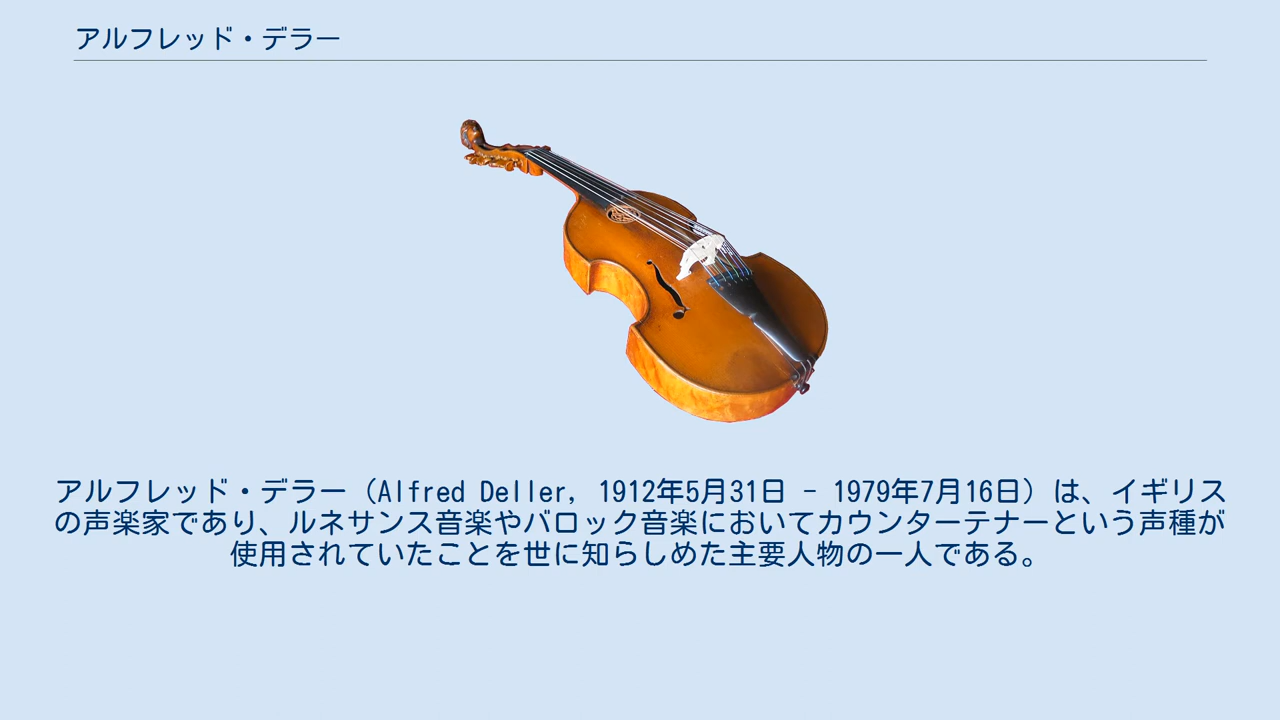 アルフレッド・デラー
アルフレッド・デラー（Alfred Deller, 1912年5月31日 - 1979年7月16日）は、イギリス
の声楽家であり、ルネサンス音楽やバロック音楽においてカウンターテナーという声種が
使用されていたことを世に知らしめた主要人物の一人である。